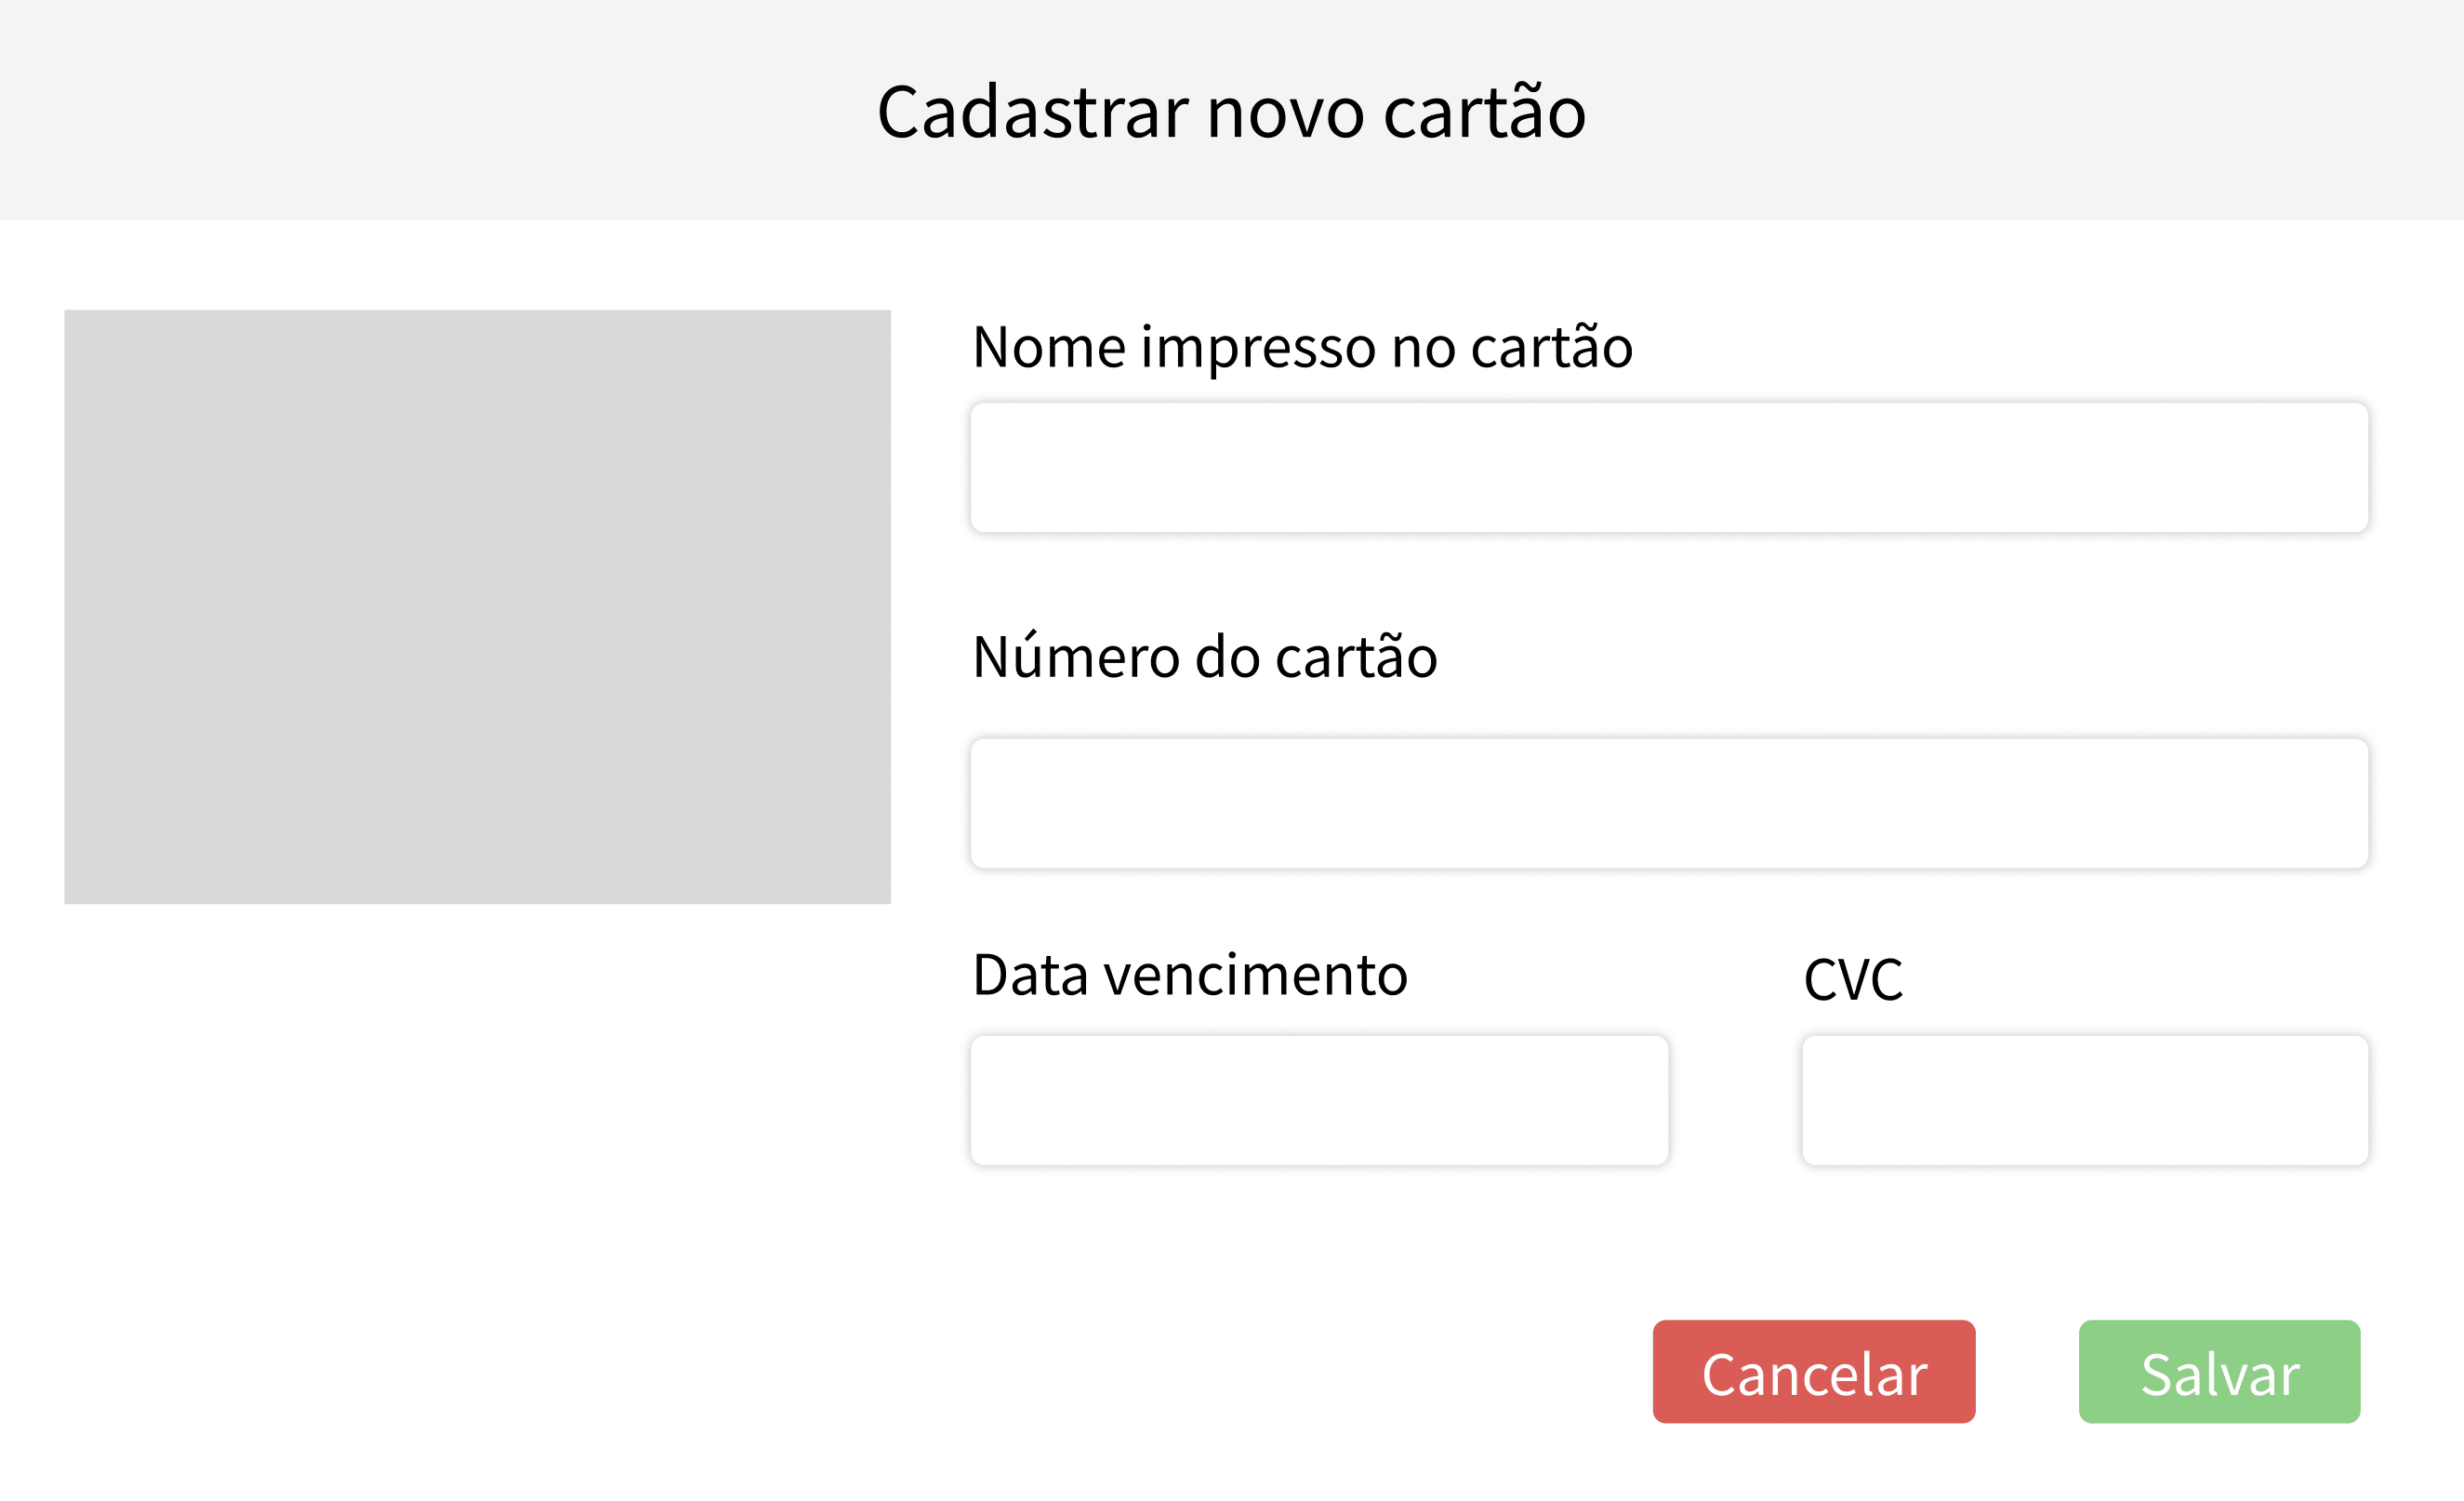 Cadastrar novo cartão
Nome impresso no cartão
Número do cartão
Data vencimento
CVC
Cancelar
Salvar